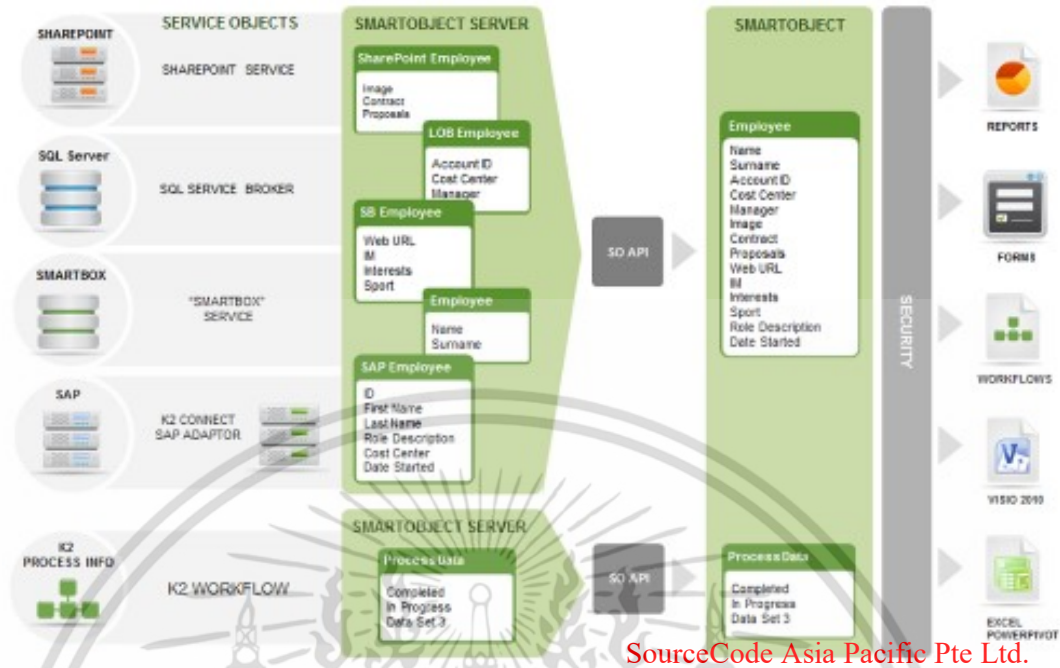 SHAREPOINT
SERVICE OBJECTS
SHAREPOINT SERVICE
SQL Server
SQL SERVICE BROKER
SMARTBOX
"SMARTBOX"
SERVICE
SAP
K2 CONNECT
SAP ADAPTOR
K2
PROCESS INFO
K2 WORKFLOW
SMARTOBJECT SERVER
SharePoint Employee
Image
Contract
Proposals
LOB Employee
Account ID
Cost Center
Manager
SB Employee
Web URL
IM
Interests
Sport
Employee
Name
Surname
SAP Employee
ID
First Name
Last Name
Role Description
Cost Center
Date Started
SMARTOBJECT SERVER
Process Data
Completed
In Progress
Data Set 3
SO API
SO API
SMARTOBJECT
Employee
Name
Surname
Account ID
Cost Center
Manager
Image
Contract
Proposals
Web URL
IM
Interests
Sport
Role Description
Date Started
Process Data
Completed
In Progress
Data Set 3
SECURITY
REPORTS
FORMS
WORKFLOWS
VISIO 2010
EXCEL
POWERPIVOT
SourceCode Asia Pacific Pte Ltd.